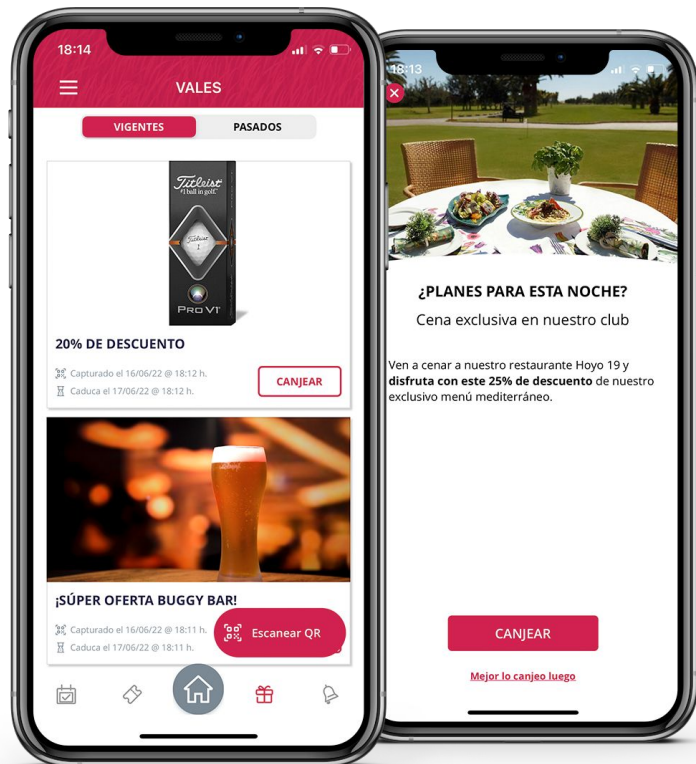 18:14
VALES
VIGENTES
PASADOS
Titleist
#1 ball in golf.
Titleist
1
PRO V1
20% DE DESCUENTO
Capturado el 16/06/22 @ 18:12 h.
Caduca el 17/06/22 @ 18:12 h.
CANJEAR
¡SÚPER OFERTA BUGGY BAR!
Capturado el 16/06/22 @ 18:11 h.
Caduca el 17/06/22 @ 18:11 h.
Escanear QR
18:13
¿PLANES PARA ESTA NOCHE?
Cena exclusiva en nuestro club
Ven a cenar a nuestro restaurante Hoyo 19 y
disfruta con este 25% de descuento de nuestro
exclusivo menú mediterráneo.
CANJEAR
Mejor lo canjeo luego